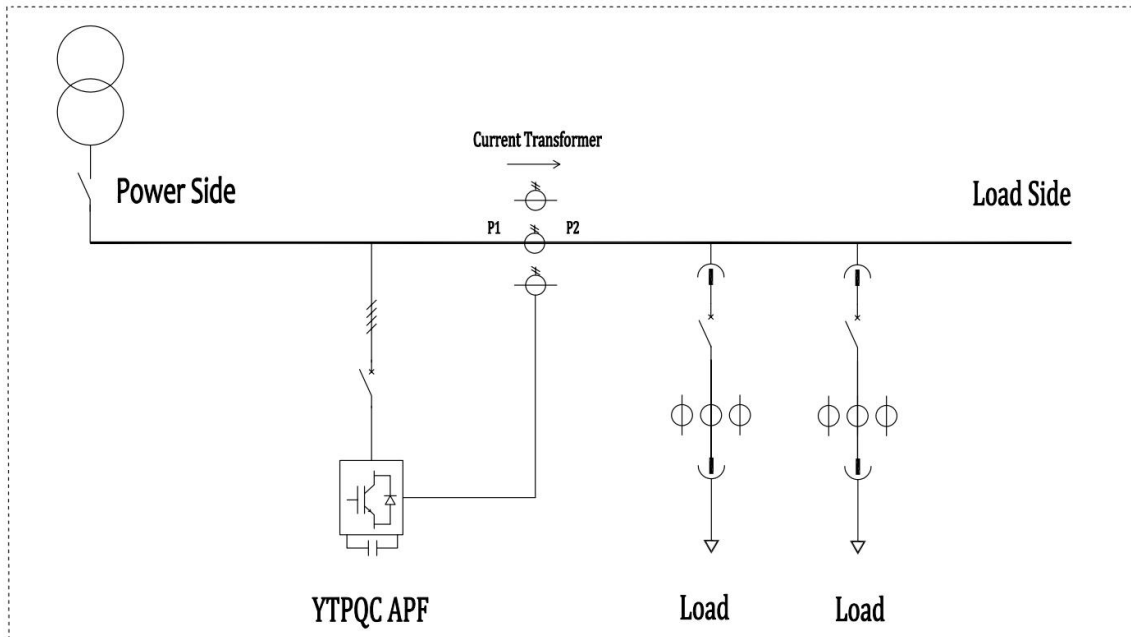 Current Transformer
Power Side
Load Side
P1 P2
YTPQC APF
Load
Load